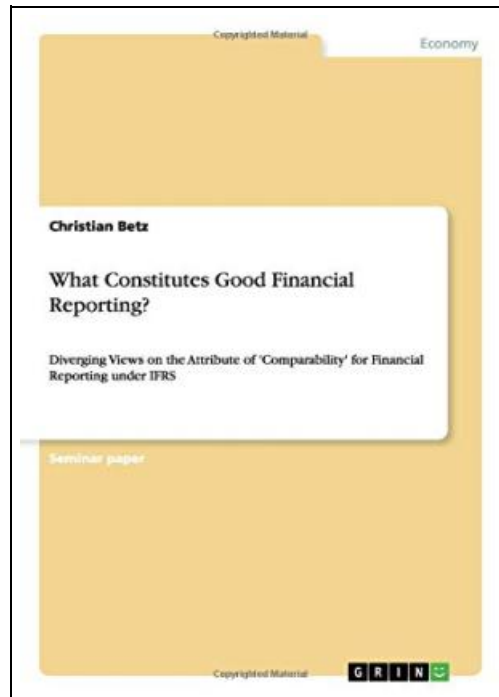 Copyrighted Material
Economy
Christian Betz
What Constitutes Good Financial
Reporting?
Diverging Views on the Attribute of 'Comparability' for Financial
Reporting under IFRS
Seminar paper
Copyrighted Material
GRIN